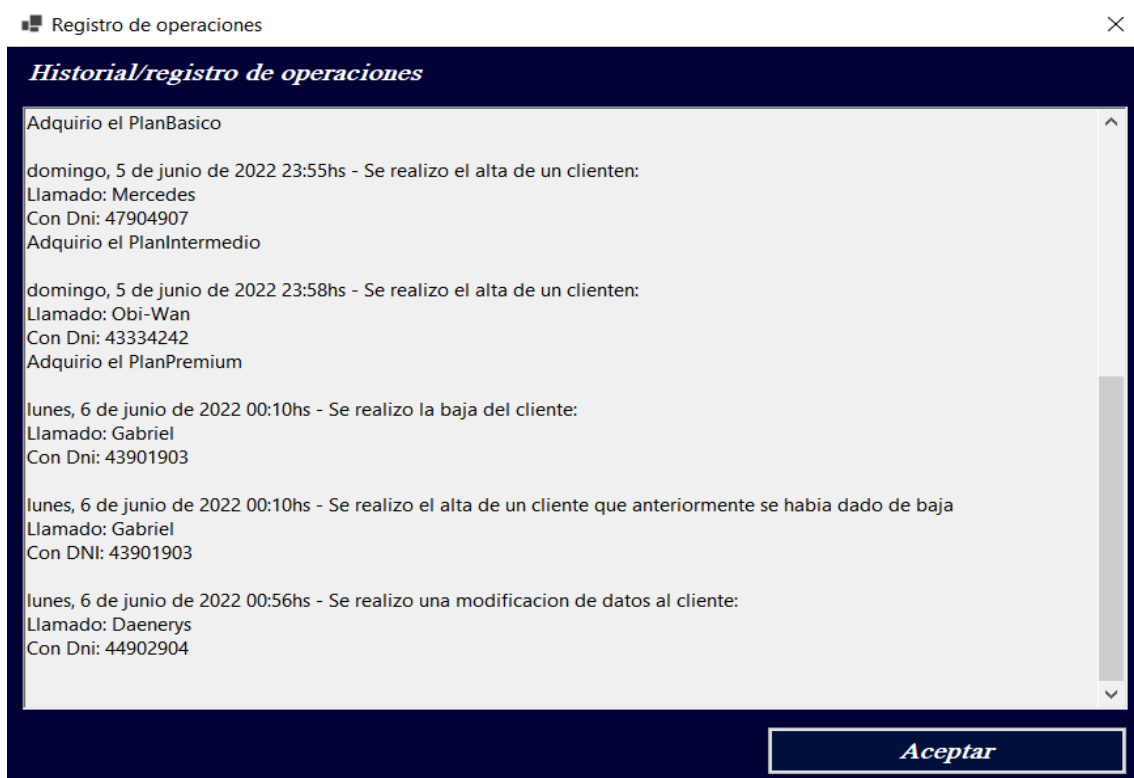 Registro de operaciones
Historial/registro de operaciones
Adquirio el PlanBasico
domingo, 5 de junio de 2022 23:55hs - Se realizo el alta de un clienten:
Llamado: Mercedes
Con Dni: 47904907
Adquirio el PlanIntermedio
domingo, 5 de junio de 2022 23:58hs - Se realizo el alta de un clienten:
Llamado: Obi-Wan
Con Dni: 43334242
Adquirio el PlanPremium
lunes, 6 de junio de 2022 00:10hs - Se realizo la baja del cliente:
Llamado: Gabriel
Con Dni: 43901903
lunes, 6 de junio de 2022 00:10hs - Se realizo el alta de un cliente que anteriormente se habia dado de baja
Llamado: Gabriel
Con DNI: 43901903
lunes, 6 de junio de 2022 00:56hs - Se realizo una modificacion de datos al cliente:
Llamado: Daenerys
Con Dni: 44902904
Aceptar